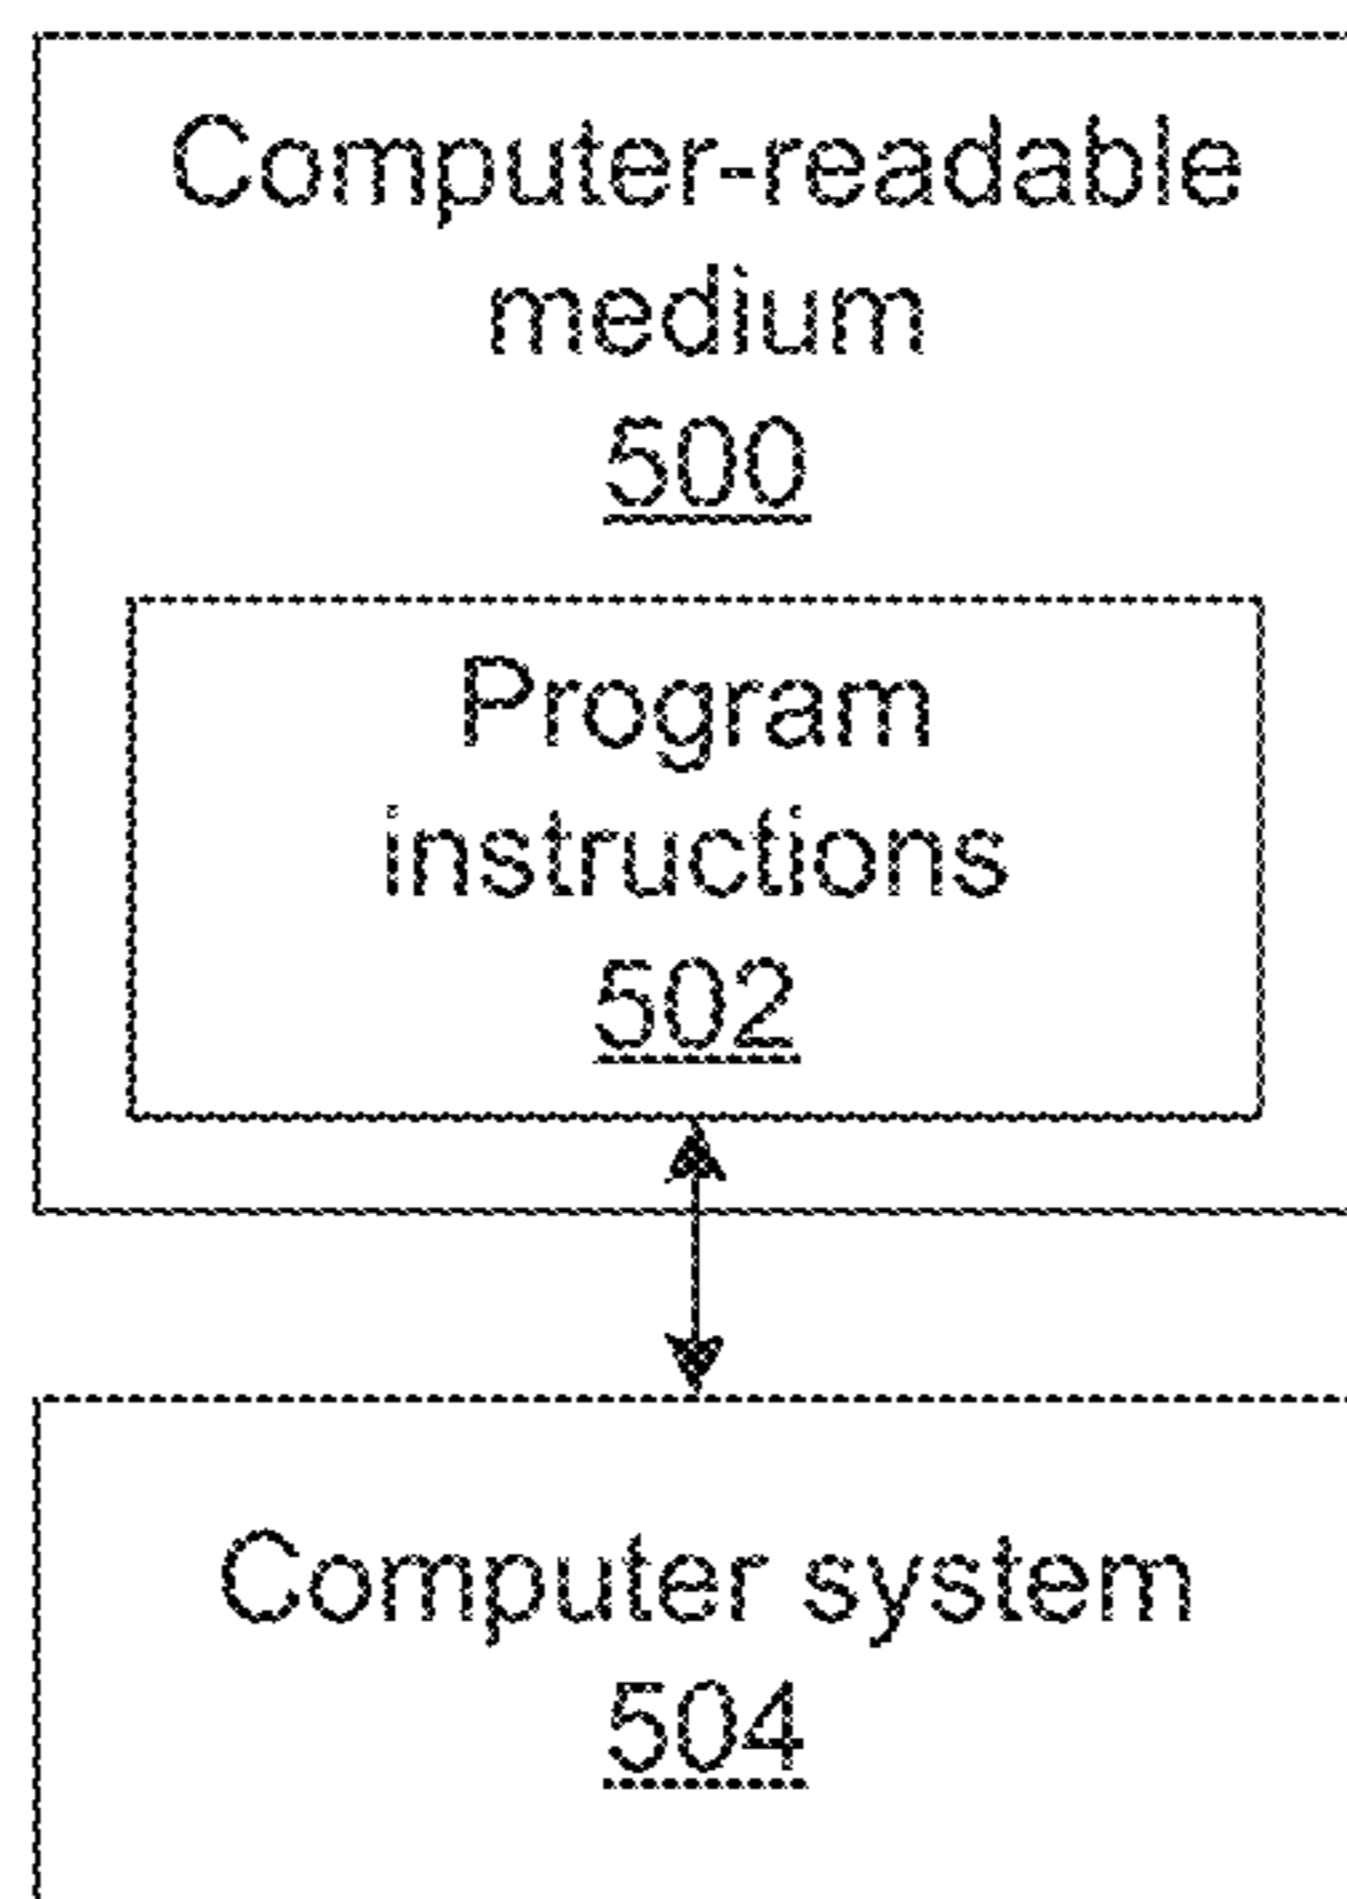 Computer-readable
medium
500
Program
instructions
502
Computer system
504